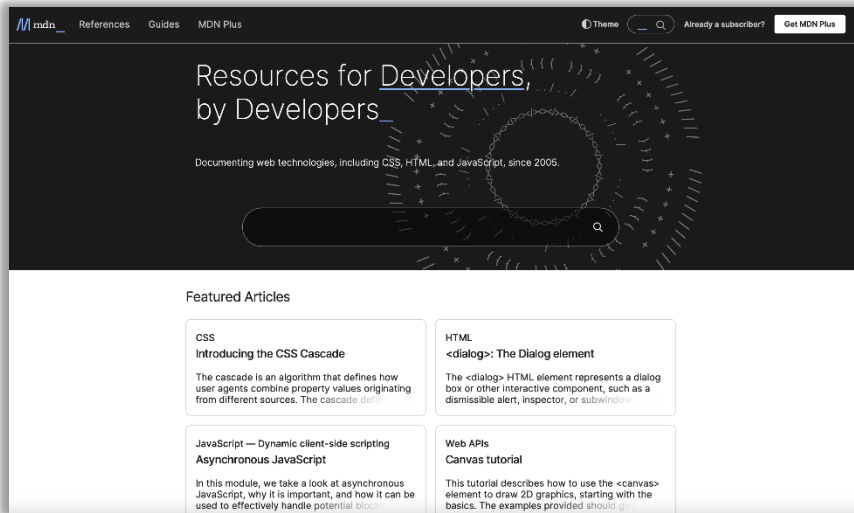 mdn_
References Guides MDN Plus
Theme
Already a subscriber?
Get MDN Plus
Resources for Developers,
by Developers_
Documenting web technologies, including CSS, HTML, and JavaScript, since 2005.
Featured Articles
CSS
Introducing the CSS Cascade
The cascade is an algorithm that defines how
user agents combine property values originating
from different sources. The cascade defines
HTML
<dialog>: The Dialog element
The <dialog> HTML element represents a dialog
box or other interactive component, such as a
dismissible alert, inspector, or subwindow.
JavaScript — Dynamic client-side scripting
Asynchronous JavaScript
In this module, we take a look at asynchronous
JavaScript, why it is important, and how it can be
used to effectively handle potential
Web APIs
Canvas tutorial
This tutorial describes how to use the <canvas>
element to draw 2D graphics, starting with the
basics. The examples provided should